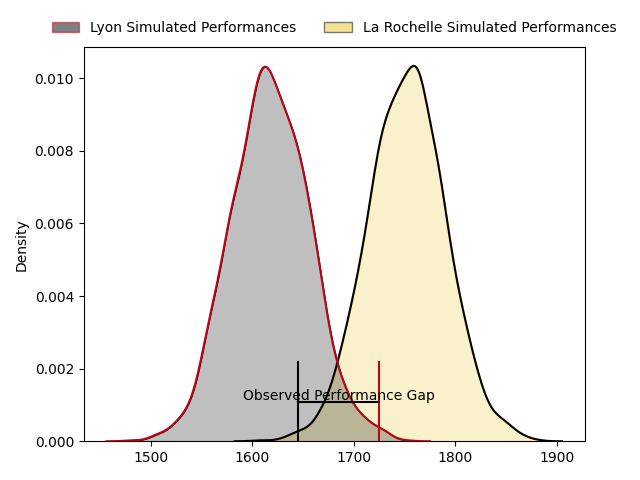 Lyon Simulated Performances La Rochelle Simulated Performances
0.010
0.008
0.006
0.004
0.002
0.000
Density
Observed Performance Gap
1500 1600 1700 1800 1900